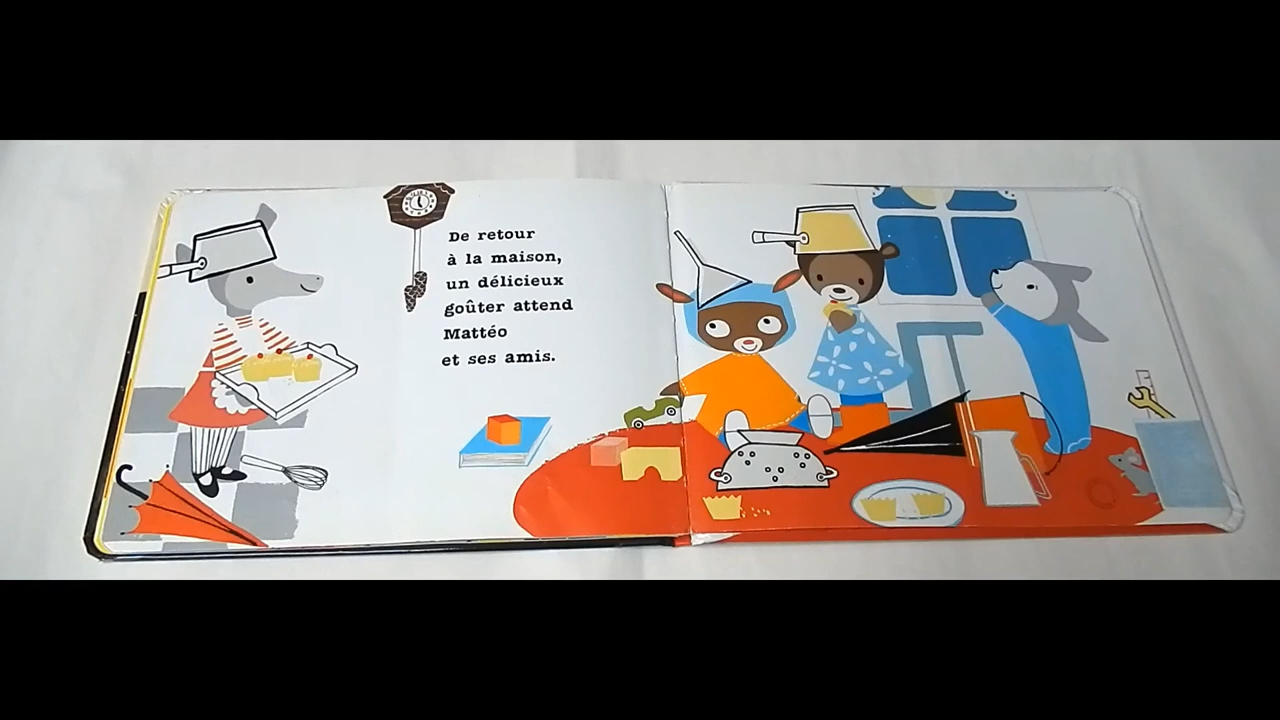 De retour
à la maison,
un délicieux
goûter attend
Mattéo
et ses amis.